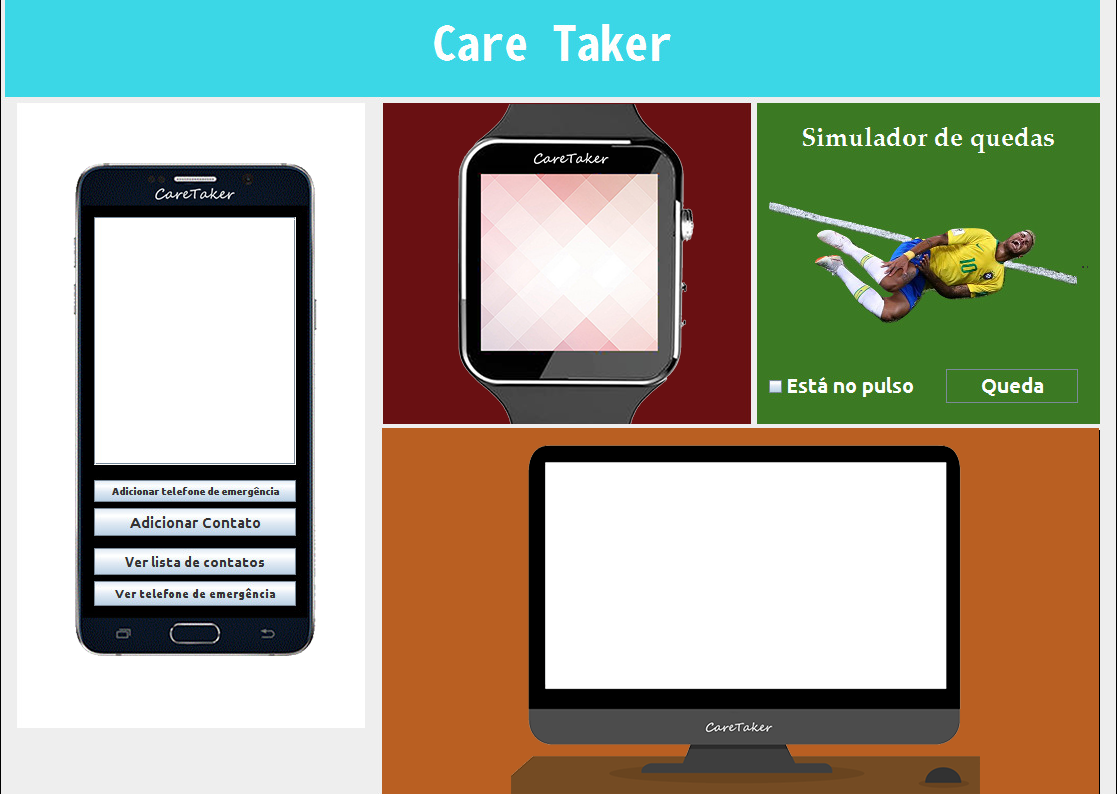 Care Taker
CareTaker
Adicionar telefone de emergência
Adicionar Contato
Ver lista de contatos
Ver telefone de emergência
CareTaker
Simulador de quedas
10
Está no pulso
Queda
CareTaker